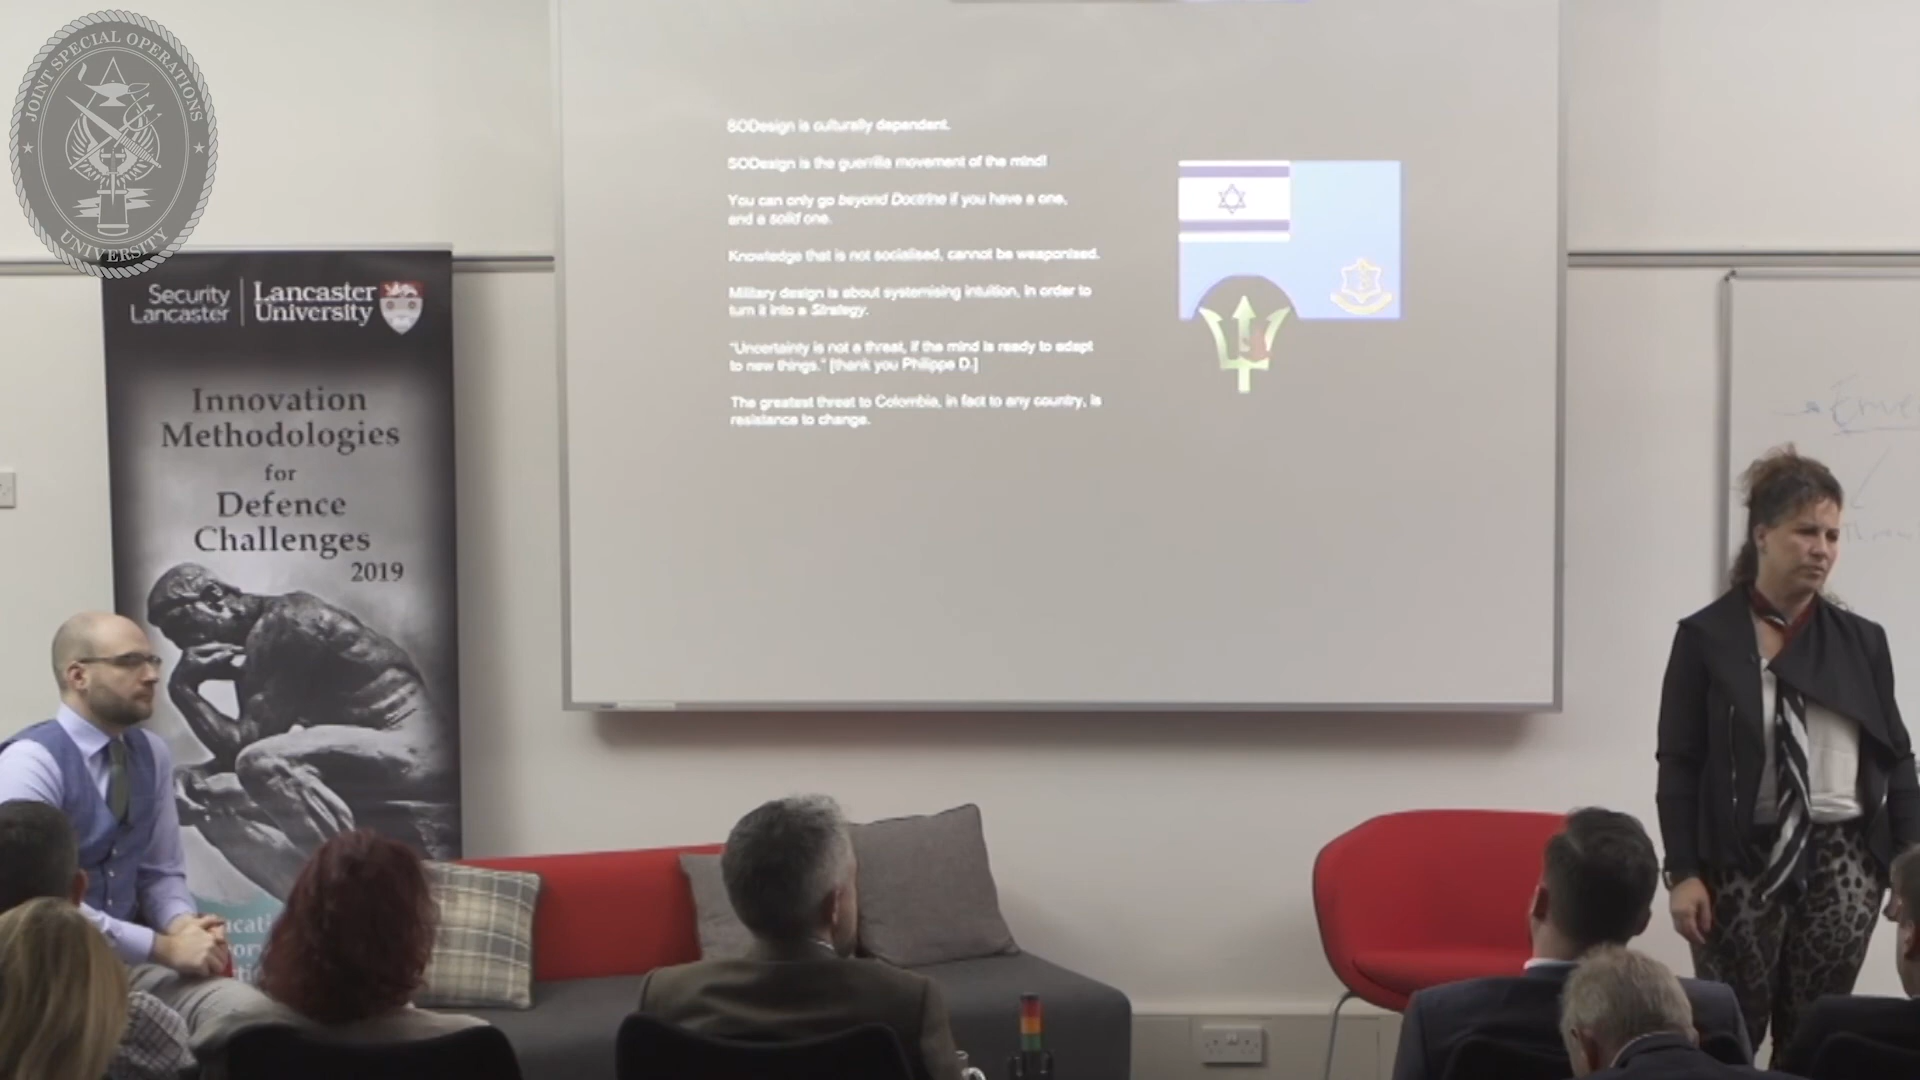 JOINT SPECIAL OPERATIONS
UNIVERSITY
Security
Lancaster
Lancaster
University
Innovation
Methodologies
for
Defence
Challenges
2019
SODesign is culturally dependent.
SODesign is the guerrilla movement of the mind!
You can only go beyond Doctrine if you have a one,
and a solid one.
Knowledge that is not socialised, cannot be weaponised.
Military design is about systemising intuition, in order to
turn it into a Strategy.
"Uncertainty is not a threat, if the mind is ready to adapt
to new things." [thank you Philippe D.]
The greatest threat to Colombia, in fact to any country, is
resistance to change.